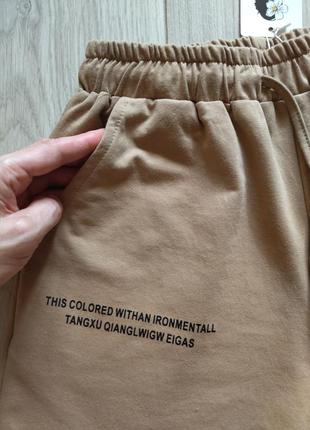 THIS COLORED WITHAN IRONMENTALL
TANGXU QIANGLWIGW EIGAS